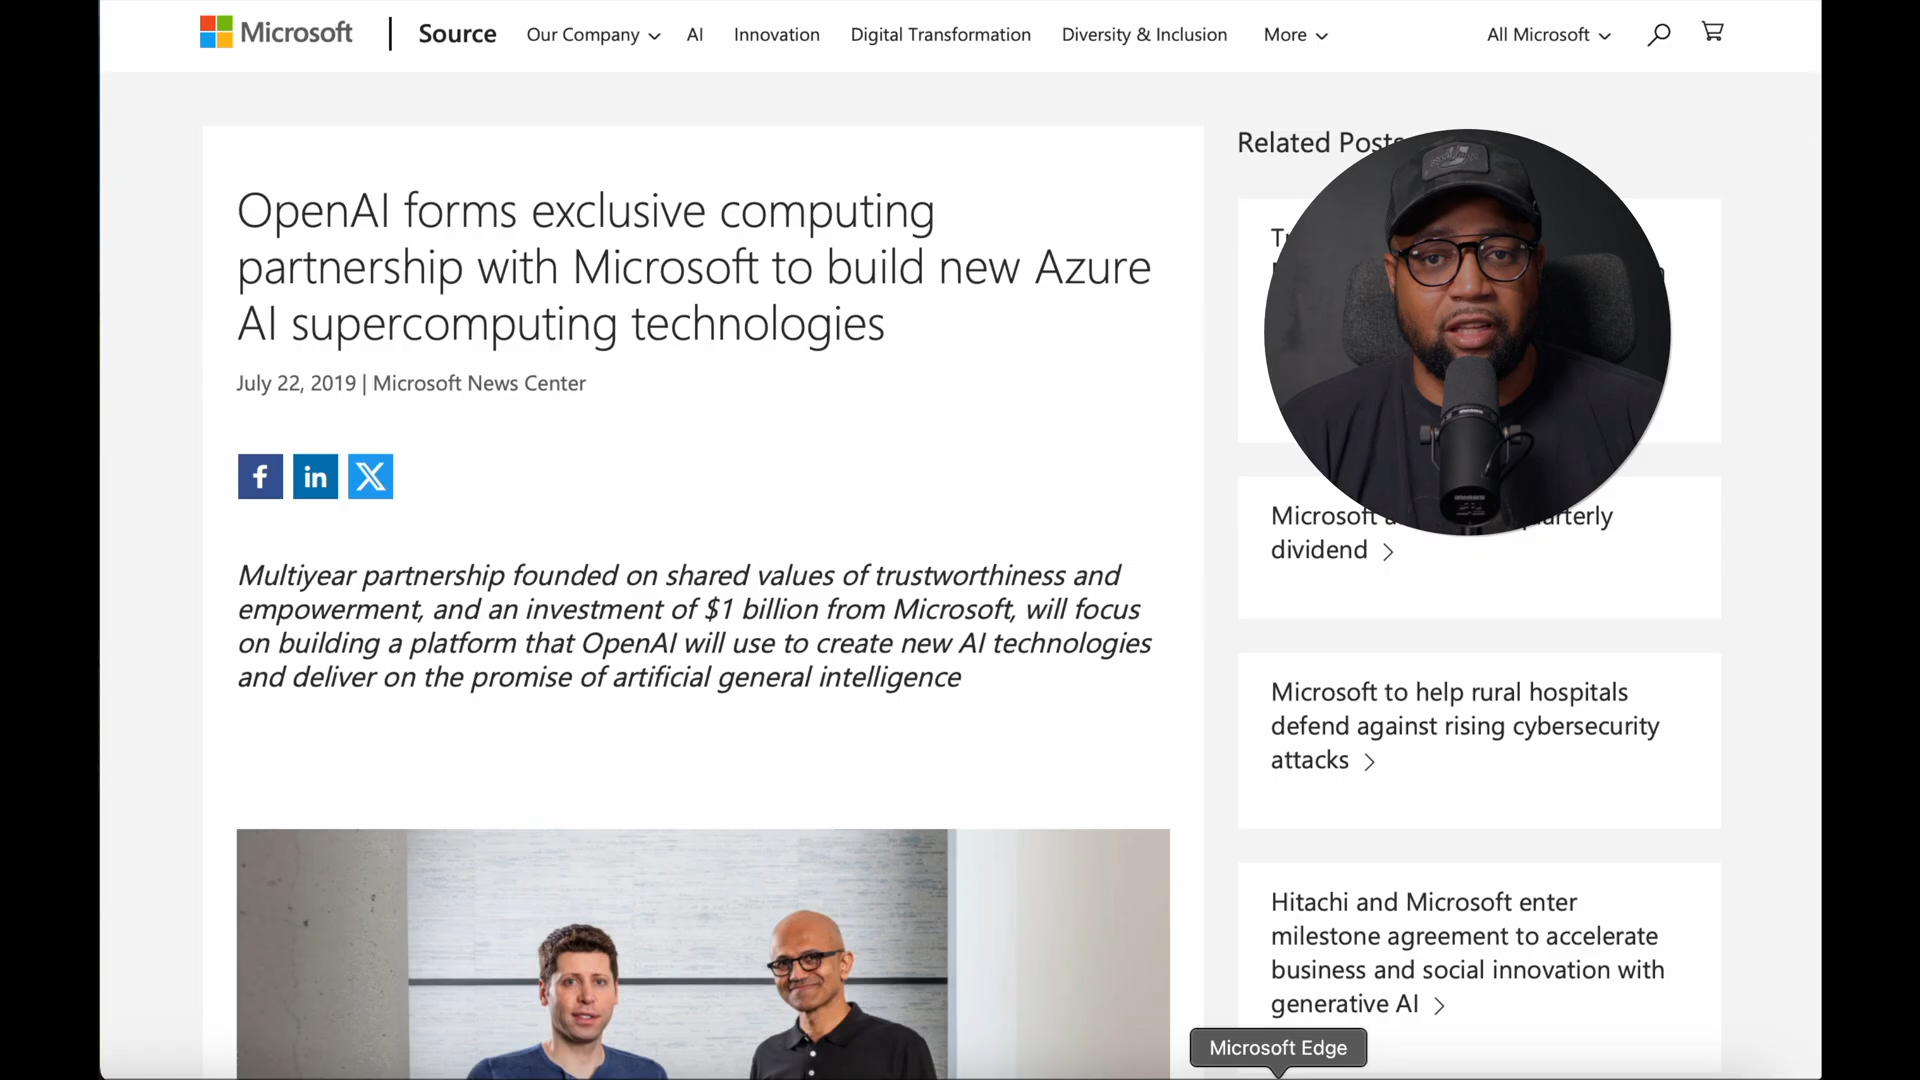 Microsoft
Source
Our Company
AI
Innovation
Digital Transformation
Diversity & Inclusion
More
All Microsoft
OpenAI forms exclusive computing
partnership with Microsoft to build new Azure
AI supercomputing technologies
July 22, 2019 | Microsoft News Center
f
in
X
Multiyear partnership founded on shared values of trustworthiness and
empowerment, and an investment of $1 billion from Microsoft, will focus
on building a platform that OpenAI will use to create new AI technologies
and deliver on the promise of artificial general intelligence
Related Posts
Microsoft
dividend
Microsoft to help rural hospitals
defend against rising cybersecurity
attacks
Hitachi and Microsoft enter
milestone agreement to accelerate
business and social innovation with
generative AI
Microsoft Edge